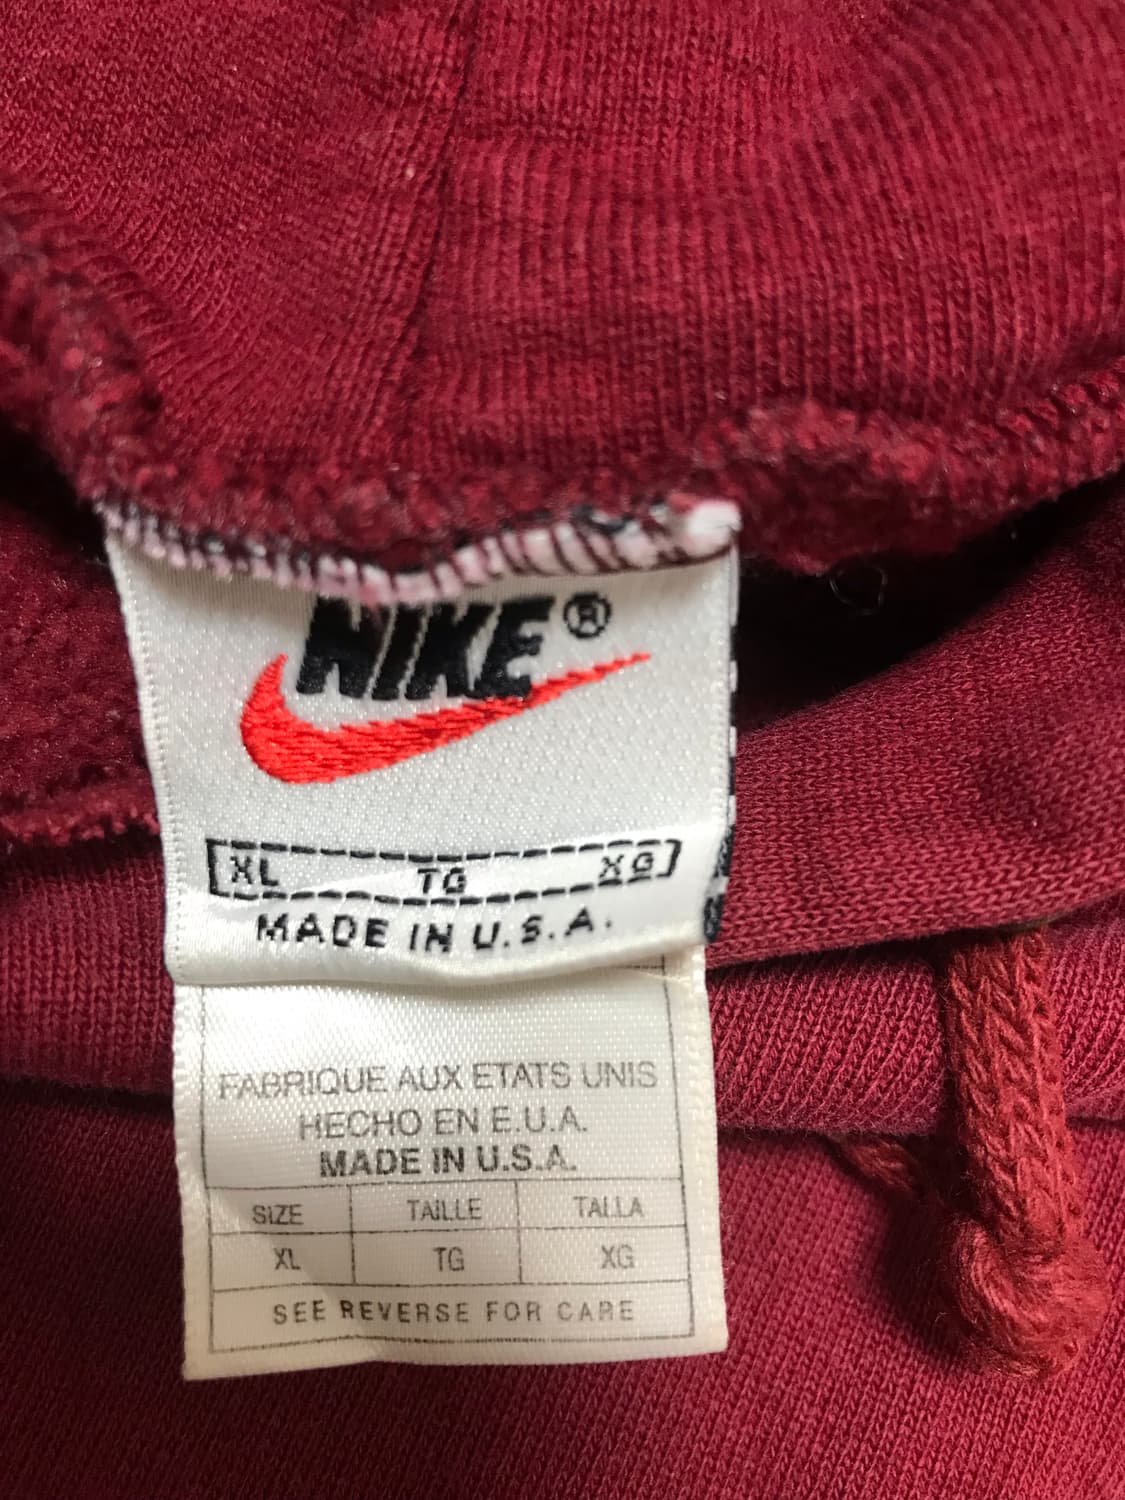 NIKE®
XL TG XG
MADE IN U.S.A.
FABRIQUE AUX ETATS UNIS
HECHO EN E.U.A.
MADE IN U.S.A.
SIZE TAILLE TALLA
XL TG XG
SEE REVERSE FOR CARE